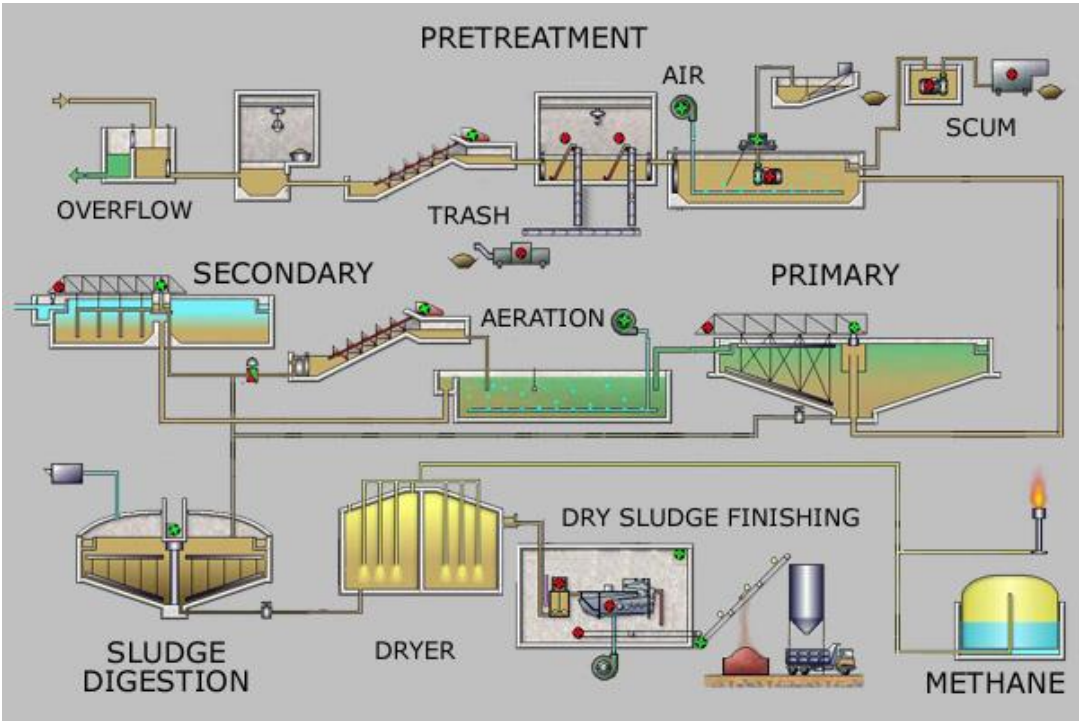 PRETREATMENT
AIR
SCUM
OVERFLOW
TRASH
SECONDARY
PRIMARY
AERATION
DRY SLUDGE FINISHING
SLUDGE
DIGESTION
DRYER
METHANE